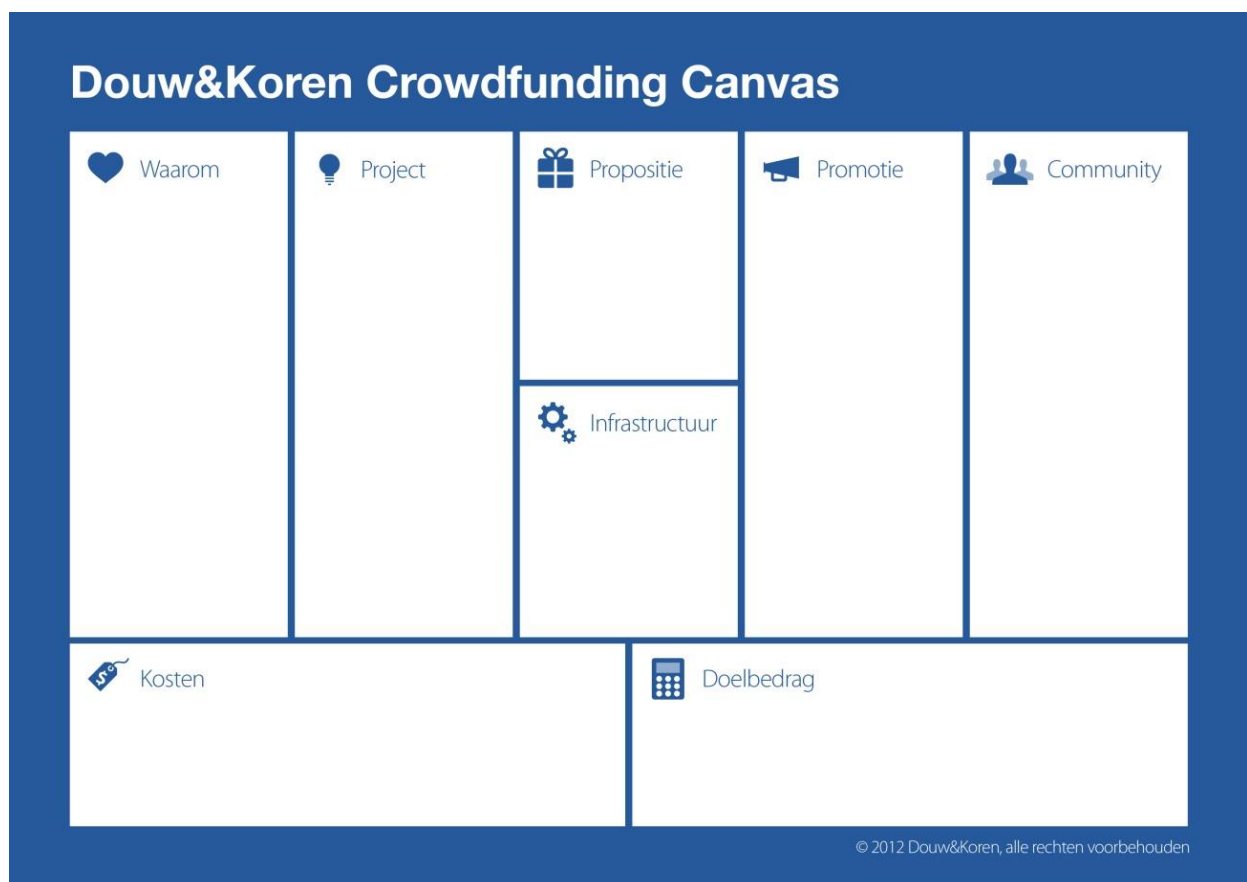 Douw&Koren Crowdfunding Canvas
Waarom
Project
Propositie
Promotie
Community
Infrastructuur
Kosten
Doelbedrag
© 2012 Douw&Koren, alle rechten voorbehouden